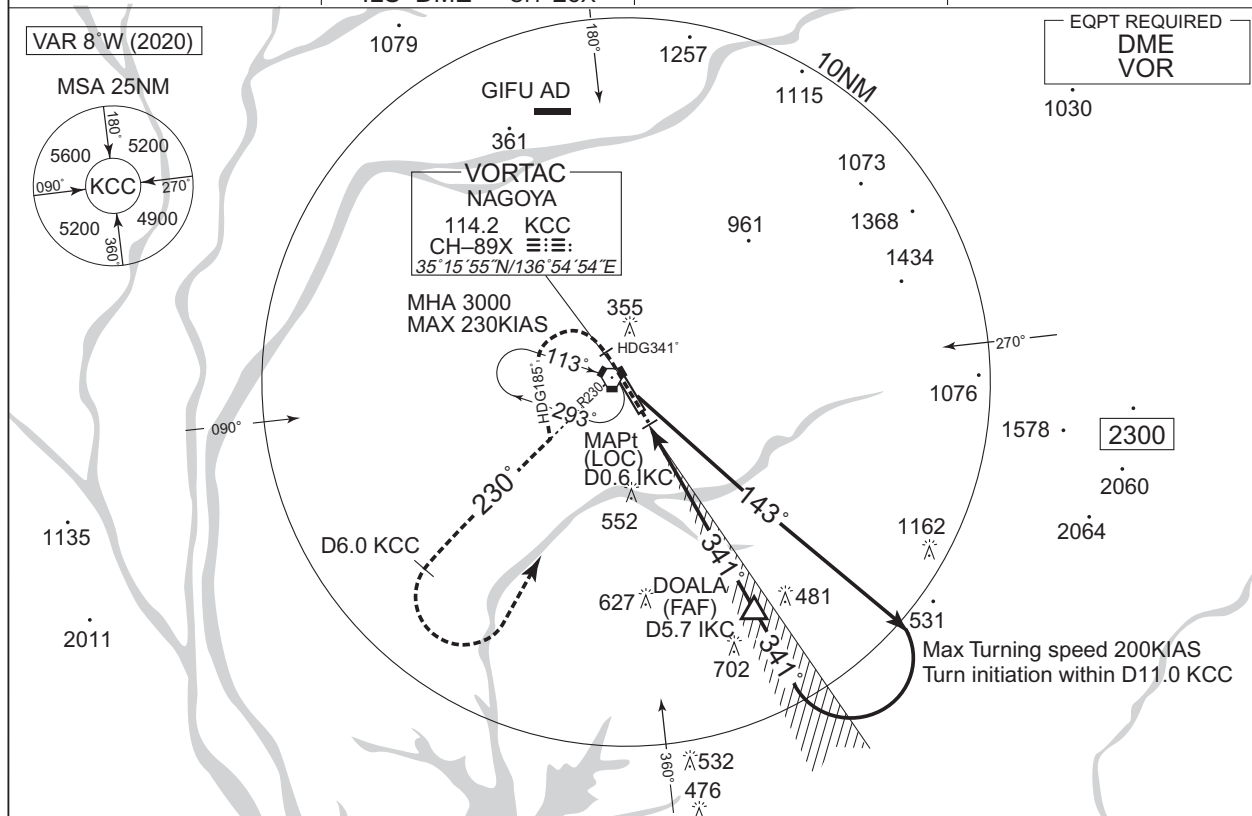 VAR 8°W (2020)
MSA 25NM
180°
5600
5200
090°
KCC
270°
5200
4900
360°
1079
180°
1257
10NM
1115
EQPT REQUIRED
DME
VOR
1030
GIFU AD
361
VORTAC
NAGOYA
114.2 KCC
CH–89X
35°15′55″N/136°54′54″E
1073
1368
961
1434
MHA 3000
MAX 230KIAS
355
HDG341°
113°
HDG185°
R230
293°
270°
1076
090°
1578
2300
MAPt
(LOC)
D0.6 IKC
230°
143°
552
2060
2064
1135
D6.0 KCC
341°
1162
627
DOALA
(FAF)
D5.7 IKC
481
531
2011
702
341°
Max Turning speed 200KIAS
Turn initiation within D11.0 KCC
360°
532
476